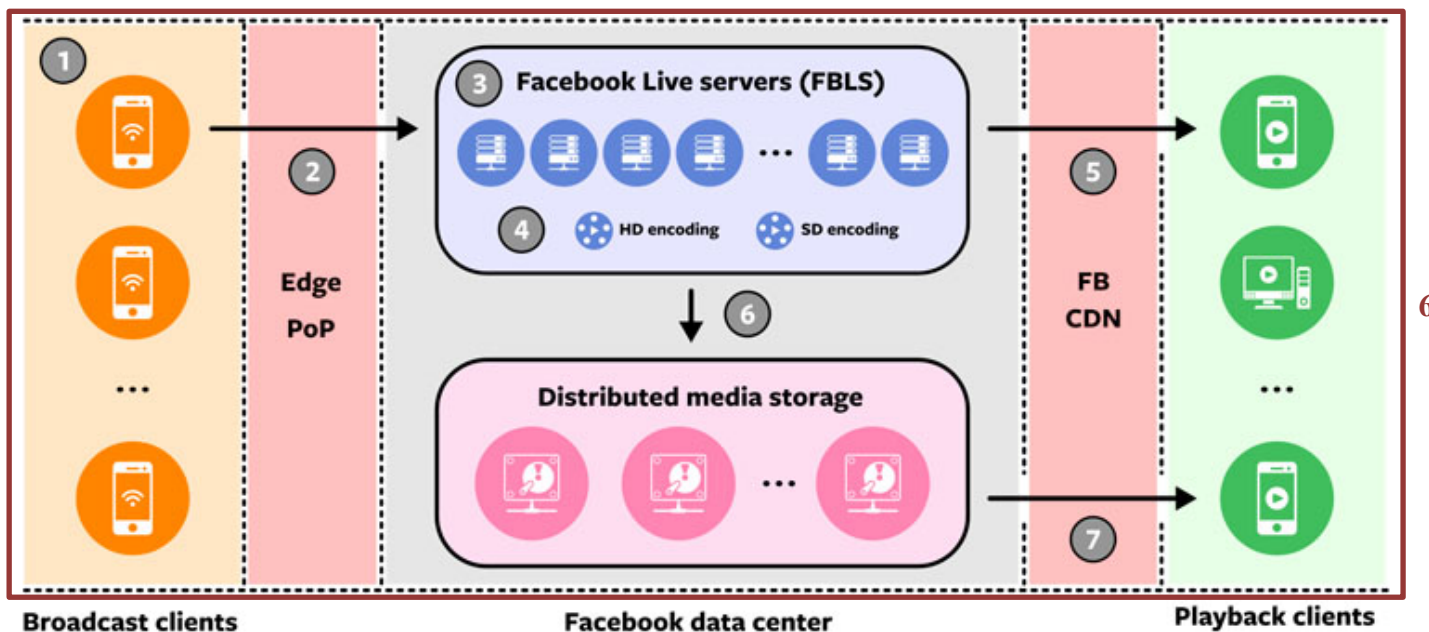 1
3
Facebook Live servers (FBLS)
...
2
5
4
HD encoding
SD encoding
Edge
PoP
FB
CDN
6
6
...
Distributed media storage
...
...
7
Broadcast clients
Facebook data center
Playback clients